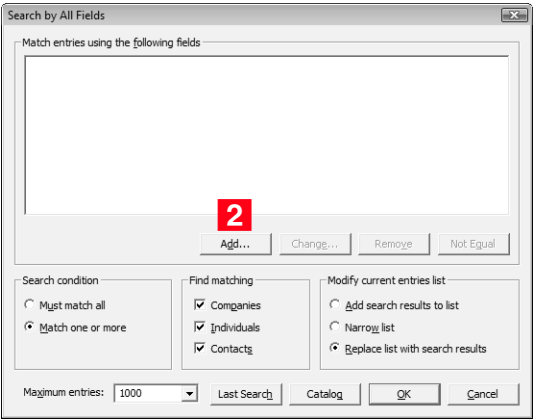 Search by All Fields
Match entries using the following fields
2
Add... Change... Remove Not Equal
Search condition
Must match all
Match one or more
Find matching
Companies
Individuals
Contacts
Modify current entries list
Add search results to list
Narrow list
Replace list with search results
Maximum entries: 1000 Last Search Catalog OK Cancel